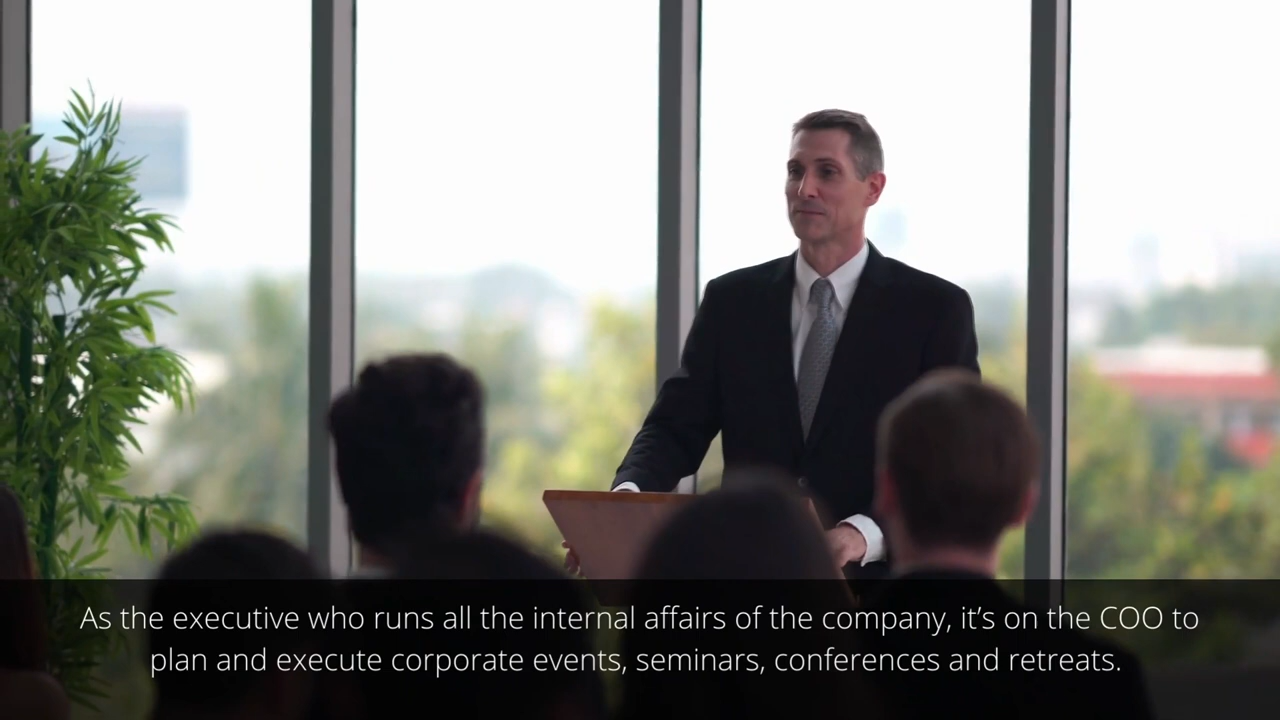 As the executive who runs all the internal affairs of the company, it’s on the COO to
plan and execute corporate events, seminars, conferences and retreats.